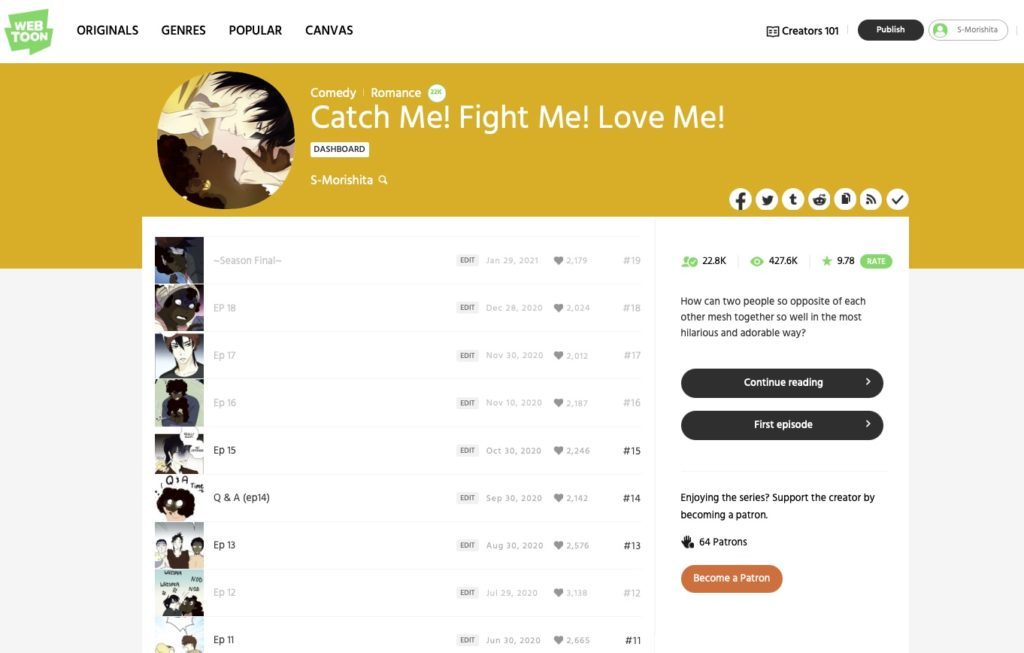 WEB
TOON
ORIGINALS GENRES POPULAR CANVAS
Creators 101 Publish S-Morishita
Comedy Romance 22K
Catch Me! Fight Me! Love Me!
DASHBOARD
S-Morishita
~Season Final~ EDIT Jan 29, 2021 2,179 #19
EP 18 EDIT Dec 28, 2020 2,024 #18
Ep 17 EDIT Nov 30, 2020 2,012 #17
Ep 16 EDIT Nov 10, 2020 2,187 #16
Ep 15 EDIT Oct 30, 2020 2,246 #15
Q & A Time
Q & A (ep14) EDIT Sep 30, 2020 2,142 #14
Ep 13 EDIT Aug 30, 2020 2,576 #13
WHISPER NOD
WHISPER NOD
Ep 12 EDIT Jul 29, 2020 3,138 #12
Ep 11 EDIT Jun 30, 2020 2,665 #11
22.8K 427.6K 9.78 RATE
How can two people so opposite of each
other mesh together so well in the most
hilarious and adorable way?
Continue reading
First episode
Enjoying the series? Support the creator by
becoming a patron.
64 Patrons
Become a Patron